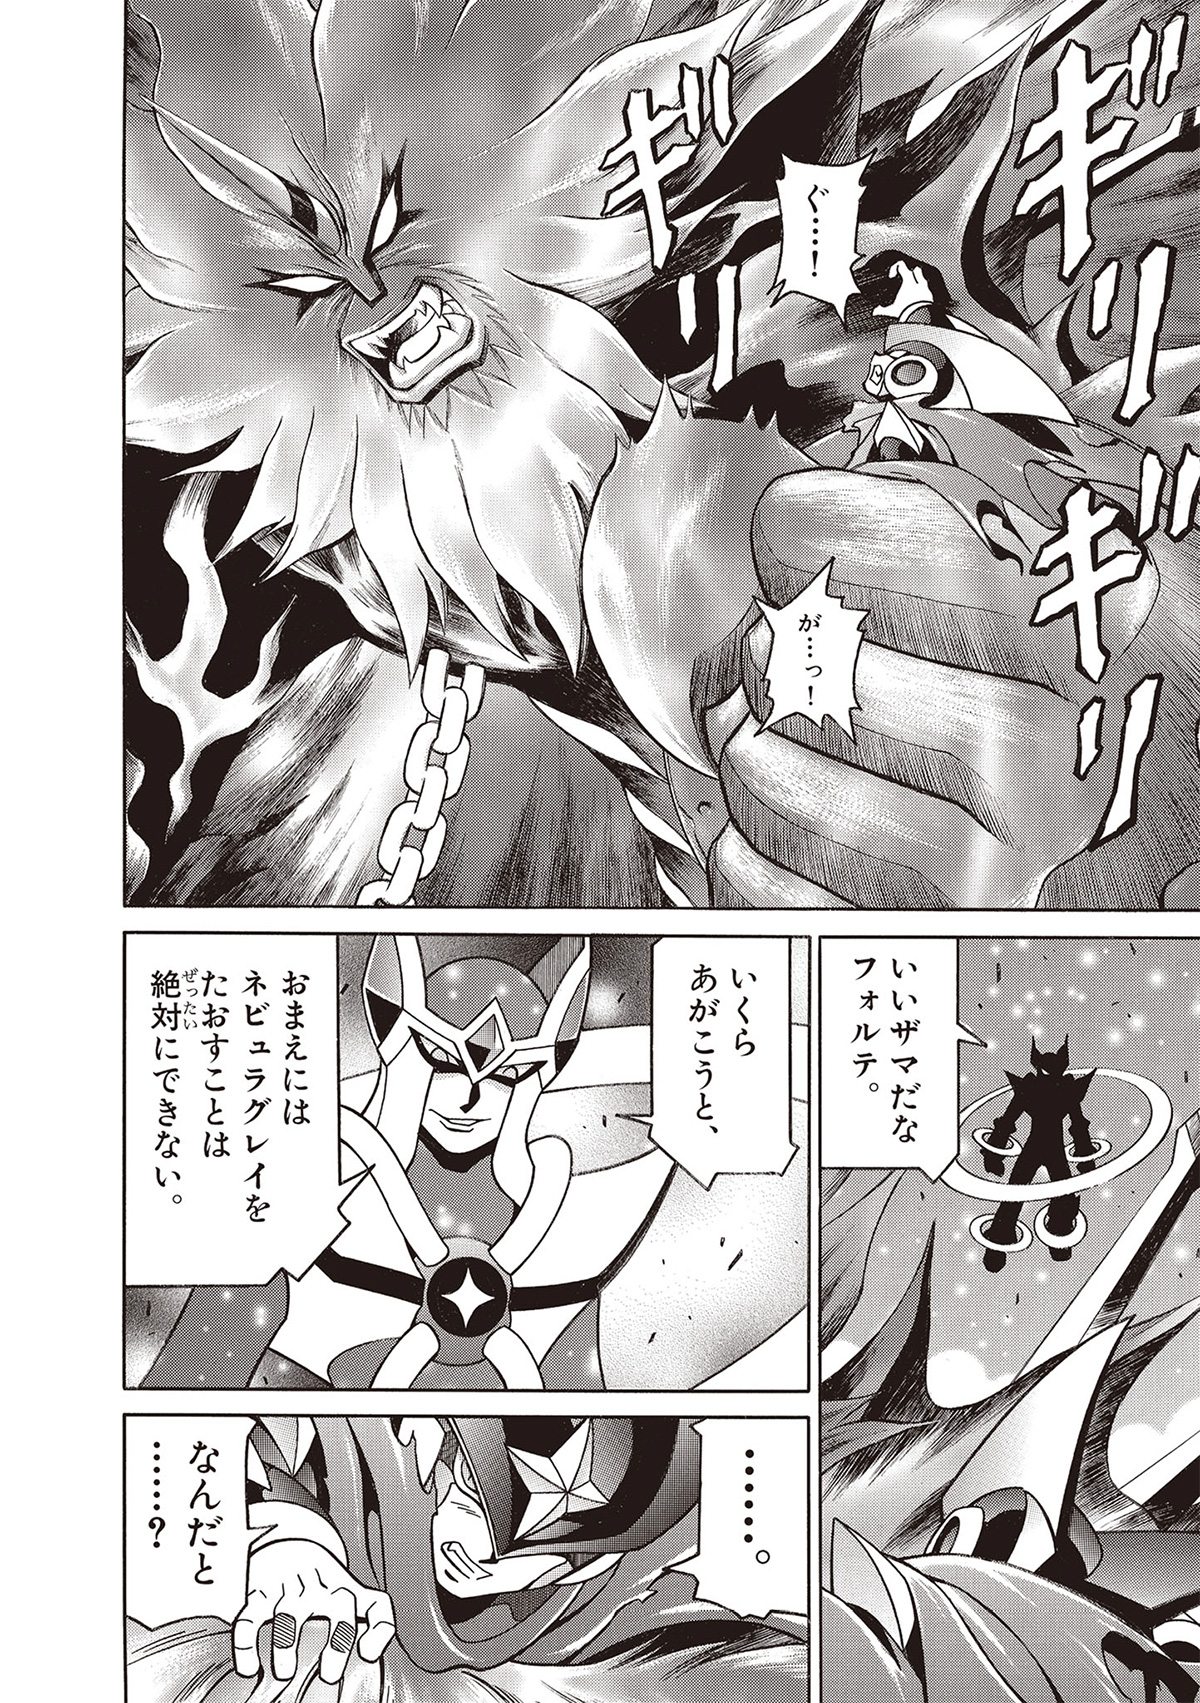 ギギ
ギリ
ギリ
ぐ……！
が…っ！
いいザマだな
フォルテ。
いくら
あがこうと、
おまえには
ネビュラグレイを
たおすことは
絶対にできない。
ぜったい
……。
なんだと
……？